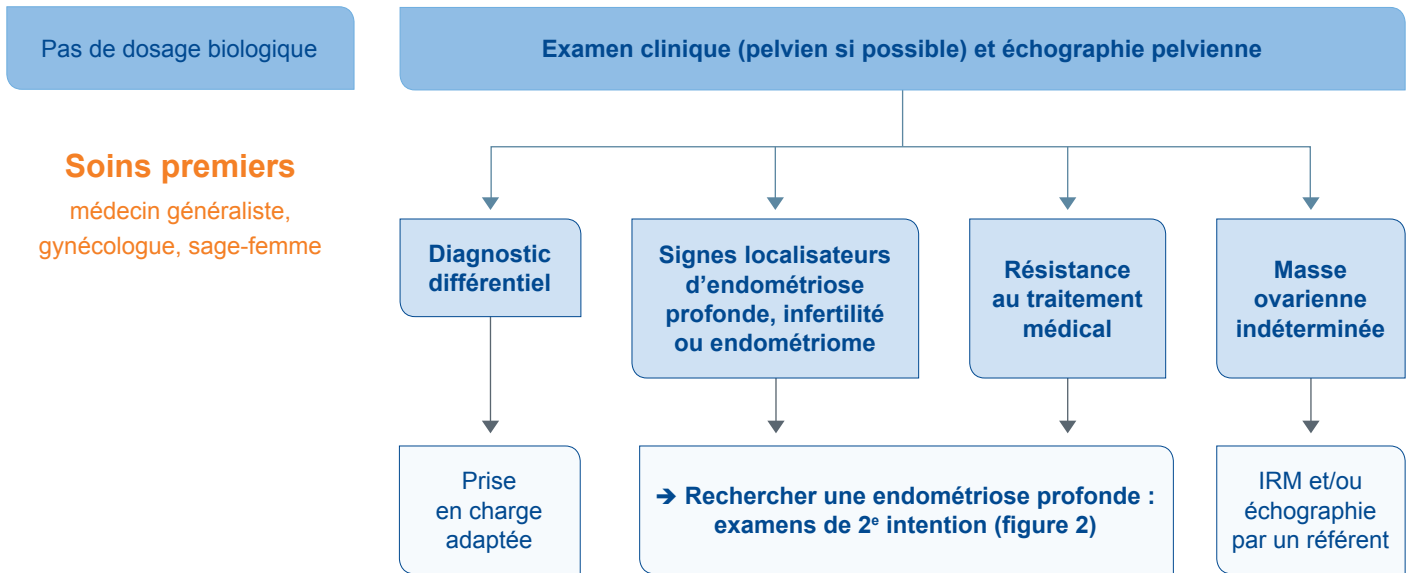 Pas de dosage biologique
Examen clinique (pelvien si possible) et échographie pelvienne
Soins premiers
médecin généraliste,
gynécologue, sage-femme
Diagnostic
différentiel
Signes localisateurs
d’endométriose
profonde, infertilité
ou endométriome
Résistance
au traitement
médical
Masse
ovarienne
indéterminée
Prise
en charge
adaptée
➔ Rechercher une endométriose profonde :
examens de 2e intention (figure 2)
IRM et/ou
échographie
par un référent